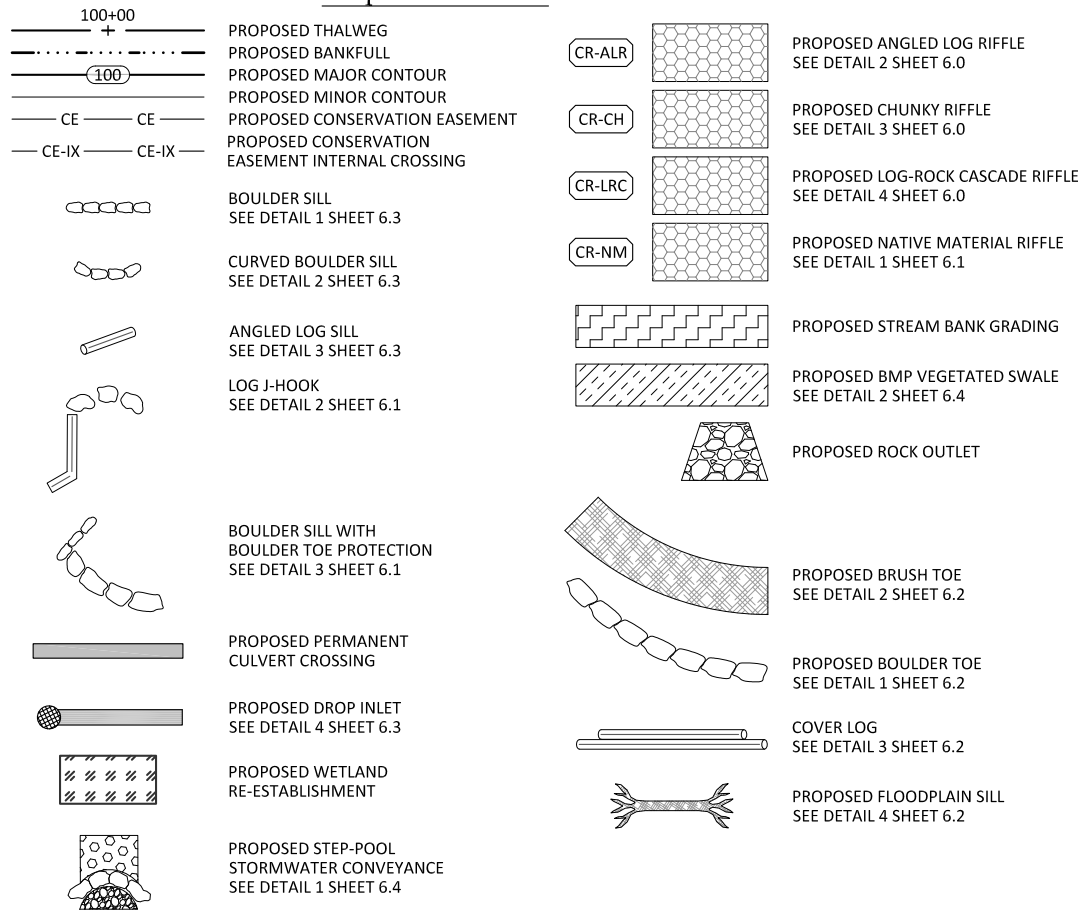 100+00
PROPOSED THALWEG
PROPOSED BANKFULL
100
PROPOSED MAJOR CONTOUR
PROPOSED MINOR CONTOUR
CE CE
PROPOSED CONSERVATION EASEMENT
CE-IX CE-IX
PROPOSED CONSERVATION
EASEMENT INTERNAL CROSSING
BOULDER SILL
SEE DETAIL 1 SHEET 6.3
CURVED BOULDER SILL
SEE DETAIL 2 SHEET 6.3
ANGLED LOG SILL
SEE DETAIL 3 SHEET 6.3
LOG J-HOOK
SEE DETAIL 2 SHEET 6.1
BOULDER SILL WITH
BOULDER TOE PROTECTION
SEE DETAIL 3 SHEET 6.1
PROPOSED PERMANENT
CULVERT CROSSING
PROPOSED DROP INLET
SEE DETAIL 4 SHEET 6.3
PROPOSED WETLAND
RE-ESTABLISHMENT
PROPOSED STEP-POOL
STORMWATER CONVEYANCE
SEE DETAIL 1 SHEET 6.4
CR-ALR
PROPOSED ANGLED LOG RIFFLE
SEE DETAIL 2 SHEET 6.0
CR-CH
PROPOSED CHUNKY RIFFLE
SEE DETAIL 3 SHEET 6.0
CR-LRC
PROPOSED LOG-ROCK CASCADE RIFFLE
SEE DETAIL 4 SHEET 6.0
CR-NM
PROPOSED NATIVE MATERIAL RIFFLE
SEE DETAIL 1 SHEET 6.1
PROPOSED STREAM BANK GRADING
PROPOSED BMP VEGETATED SWALE
SEE DETAIL 2 SHEET 6.4
PROPOSED ROCK OUTLET
PROPOSED BRUSH TOE
SEE DETAIL 2 SHEET 6.2
PROPOSED BOULDER TOE
SEE DETAIL 1 SHEET 6.2
COVER LOG
SEE DETAIL 3 SHEET 6.2
PROPOSED FLOODPLAIN SILL
SEE DETAIL 4 SHEET 6.2